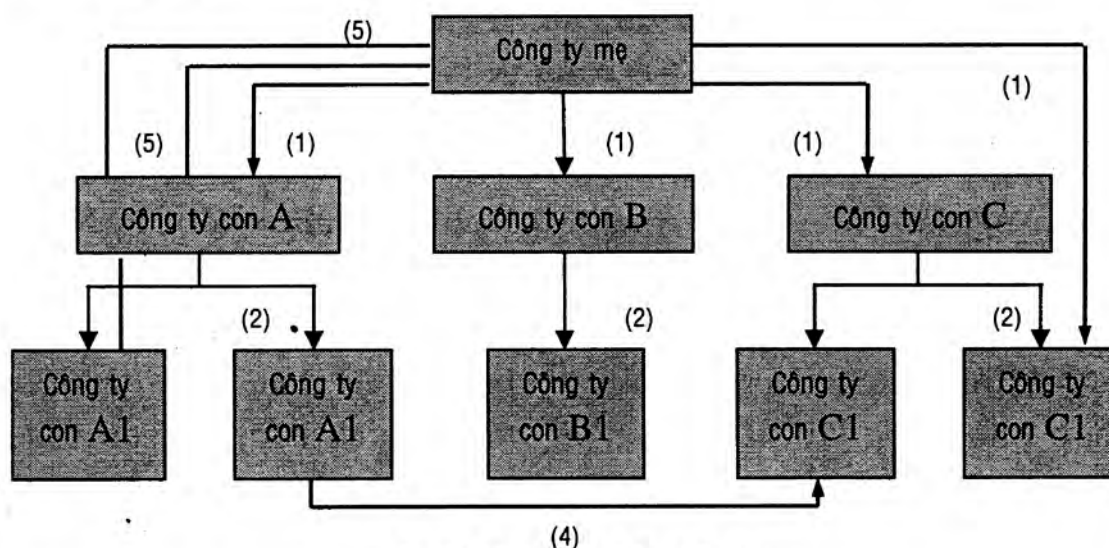 (5)
Công ty mẹ
(1)
(5)
(1)
(1)
(1)
Công ty con A
Công ty con B
Công ty con C
(2)
(2)
(2)
Công ty
con A1
Công ty
con A1
Công ty
con B1
Công ty
con C1
Công ty
con C1
(4)